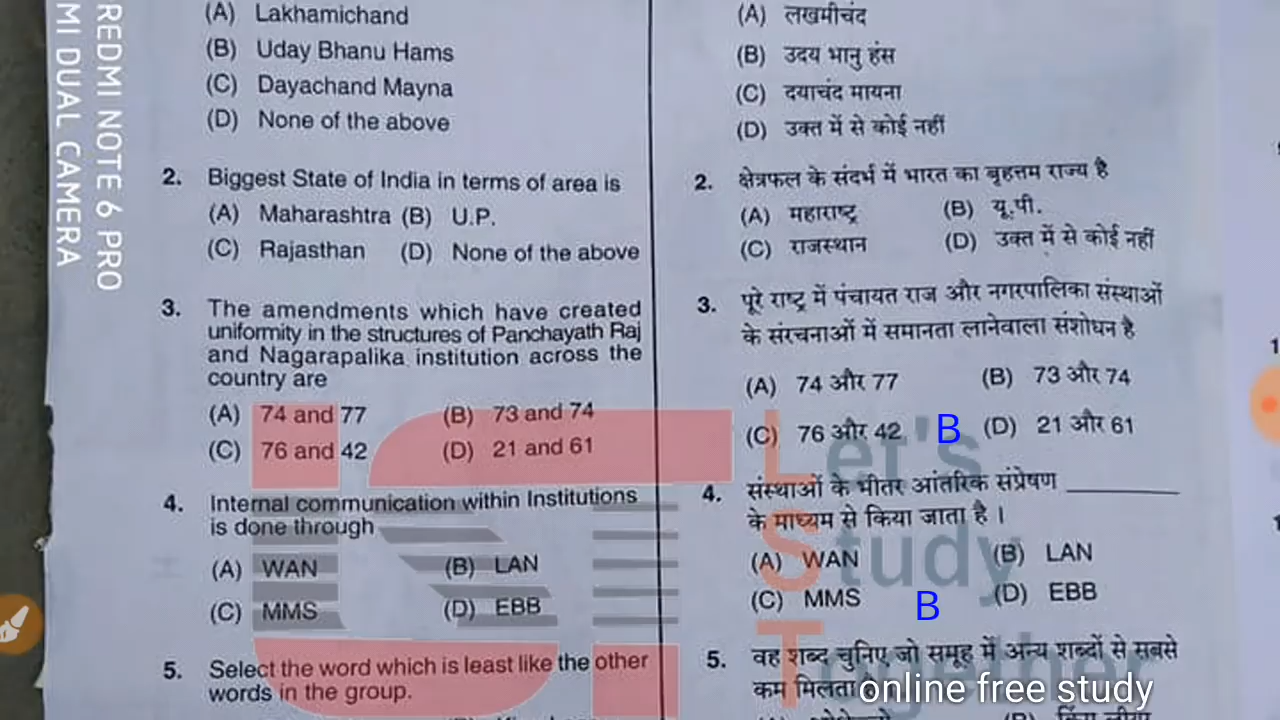 REDMI NOTE 6 PRO
MI DUAL CAMERA
(A) Lakhamichand
(B) Uday Bhanu Hams
(C) Dayachand Mayna
(D) None of the above
2. Biggest State of India in terms of area is
(A) Maharashtra (B) U.P.
(C) Rajasthan (D) None of the above
3. The amendments which have created
uniformity in the structures of Panchayath Raj
and Nagarapalika institution across the
country are
(A) 74 and 77 (B) 73 and 74
(C) 76 and 42 (D) 21 and 61
4. Internal communication within Institutions
is done through
(A) WAN (B) LAN
(C) MMS (D) EBB
5. Select the word which is least like the other
words in the group.
(A) लखमीचंद
(B) उदय भानु हंस
(C) दयाचंद मायना
(D) उक्त में से कोई नहीं
2. क्षेत्रफल के संदर्भ में भारत का बृहत्तम राज्य है
(A) महाराष्ट्र (B) यू.पी.
(C) राजस्थान (D) उक्त में से कोई नहीं
3. पूरे राष्ट्र में पंचायत राज और नगरपालिका संस्थाओं
के संरचनाओं में समानता लानेवाला संशोधन है
(A) 74 और 77 (B) 73 और 74
(C) 76 और 42 B (D) 21 और 61
4. संस्थाओं के भीतर आंतरिक संप्रेषण ________
के माध्यम से किया जाता है ।
(A) WAN (B) LAN
(C) MMS B (D) EBB
5. वह शब्द चुनिए जो समूह में अन्य शब्दों से सबसे
कम मिलता
Let's
Study
Together
online free study